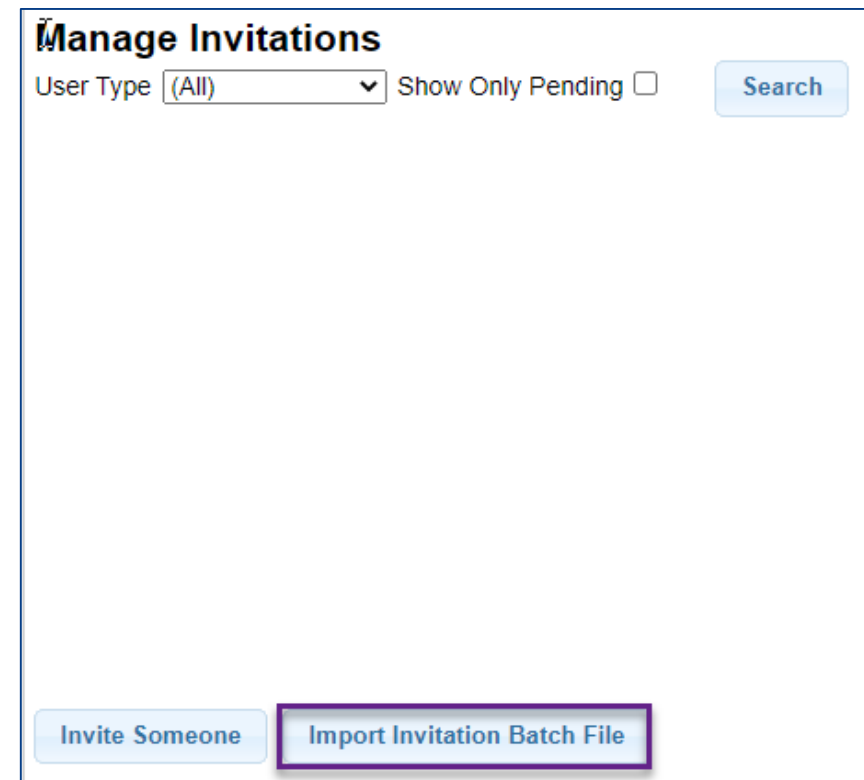 Manage Invitations
User Type (All) Show Only Pending Search
Invite Someone Import Invitation Batch File